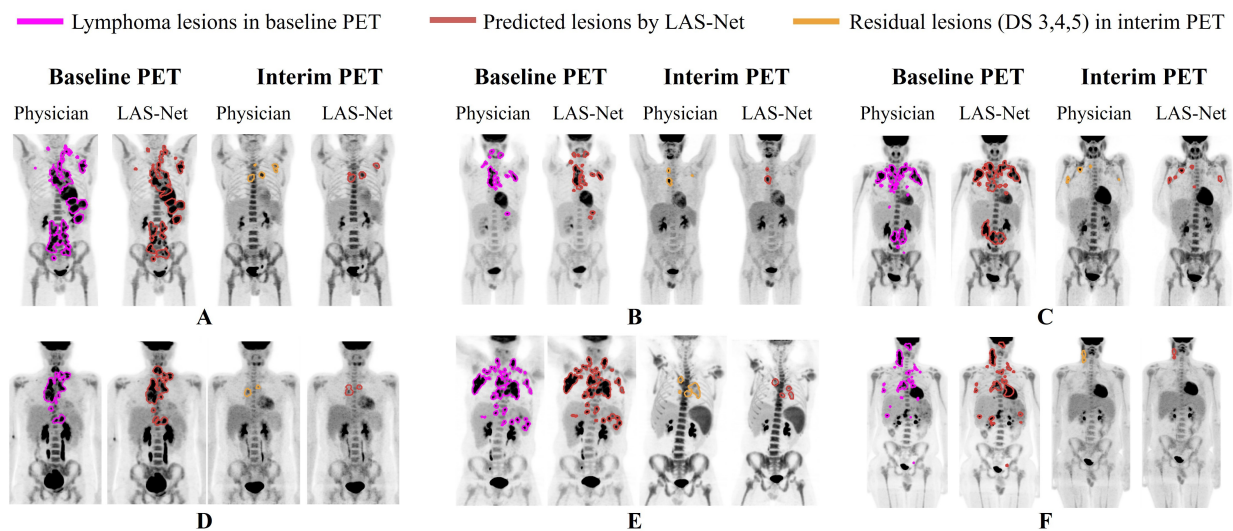 Lymphoma lesions in baseline PET Predicted lesions by LAS-Net Residual lesions (DS 3,4,5) in interim PET
Baseline PET Interim PET Baseline PET Interim PET Baseline PET Interim PET
Physician LAS-Net Physician LAS-Net Physician LAS-Net Physician LAS-Net Physician LAS-Net Physician LAS-Net
A B C
D E F